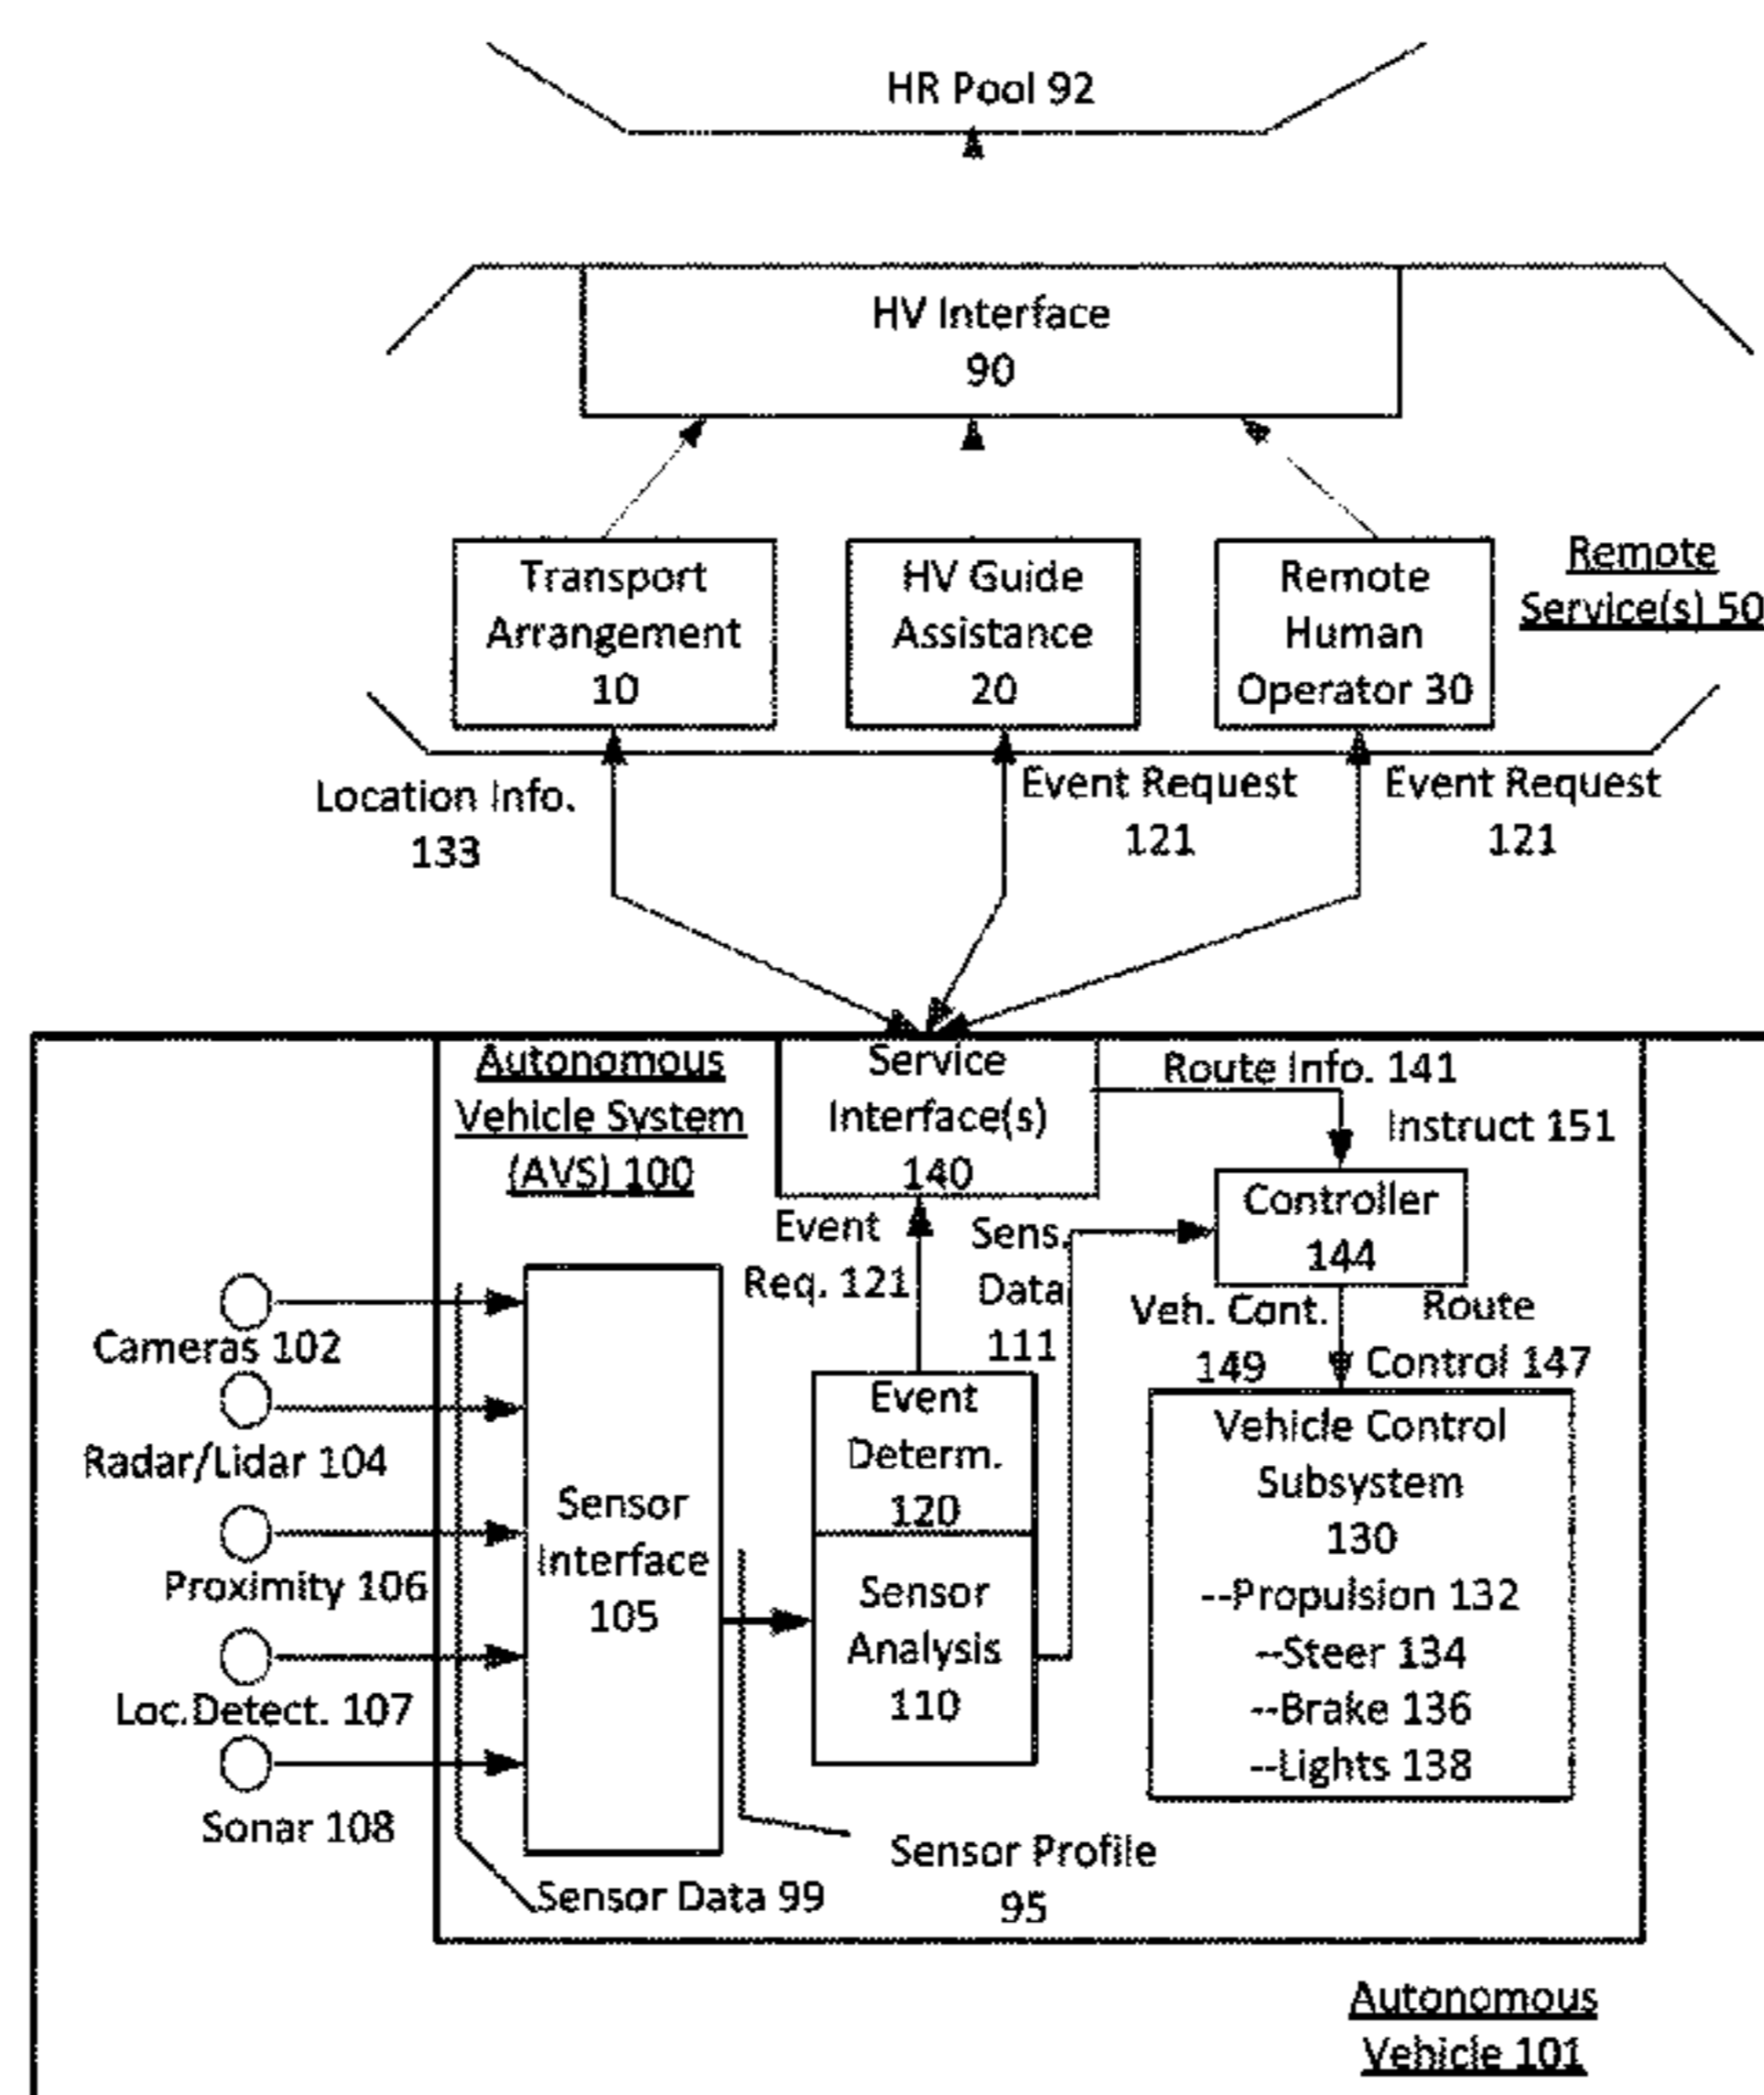 HR Pool 92
HV Interface
90
Transport
Arrangement
10
HV Guide
Assistance
20
Remote
Human
Operator 30
Remote
Service(s) 50
Location Info.
133
Event Request
121
Event Request
121
Autonomous
Vehicle System
(AVS) 100
Service
Interface(s)
140
Route Info. 141
Instruct 151
Controller
144
Event
Req. 121
Sens.
Data
111
Veh. Cont.
149
Route
Control 147
Cameras 102
Radar/Lidar 104
Proximity 106
Loc.Detect. 107
Sonar 108
Sensor
Interface
105
Event
Determ.
120
Sensor
Analysis
110
Vehicle Control
Subsystem
130
--Propulsion 132
--Steer 134
--Brake 136
--Lights 138
Sensor Data 99
Sensor Profile
95
Autonomous
Vehicle 101